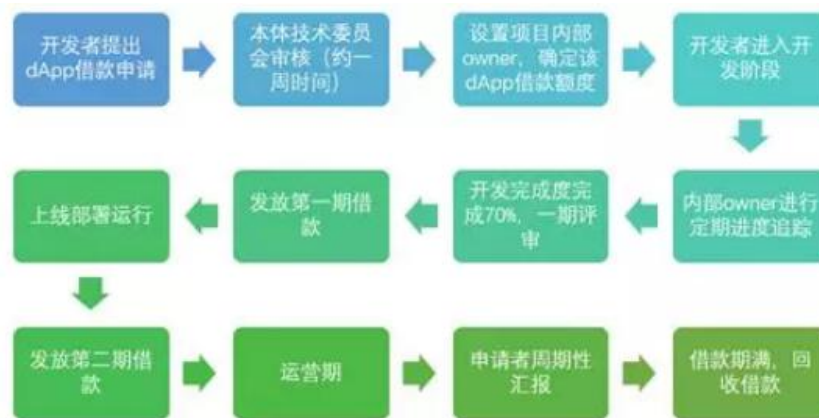 开发者提出
dApp借款申请
本体技术委员
会审核（约一
周时间）
设置项目内部
owner，确定该
dApp借款额度
开发者进入开
发阶段
内部owner进行
定期进度追踪
开发完成度完
成70%，一期评
审
发放第一期借
款
上线部署运行
发放第二期借
款
运营期
申请者周期性
汇报
借款期满，回
收借款